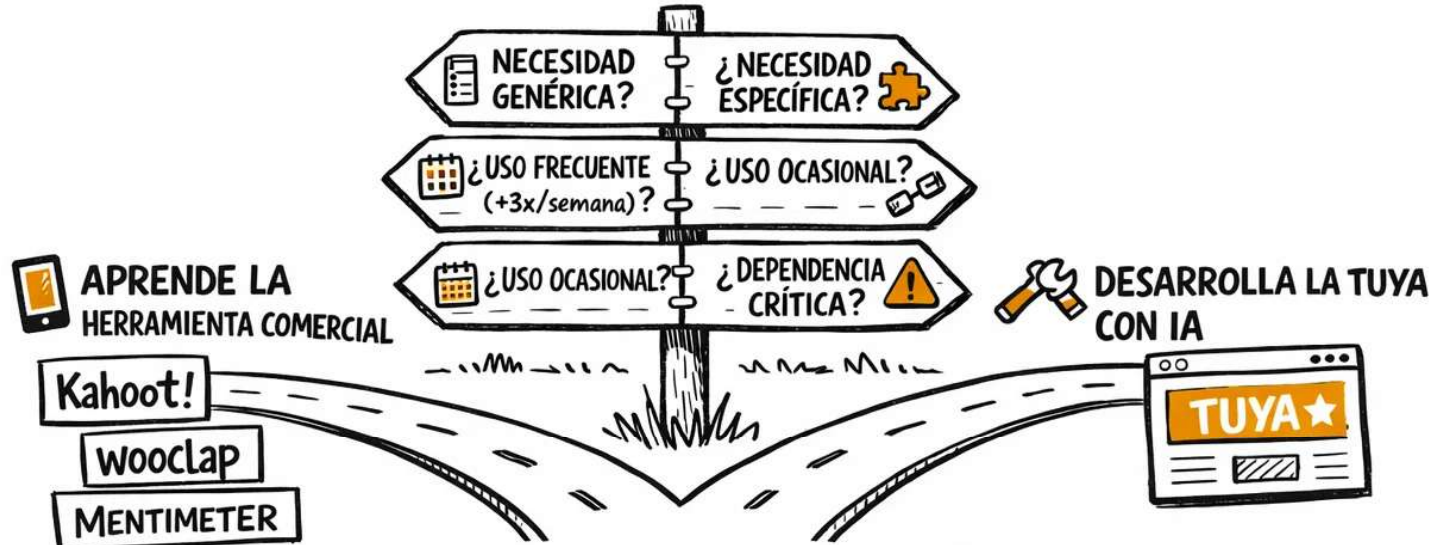 NECESIDAD
GENÉRICA?
¿NECESIDAD
ESPECÍFICA?
¿USO FRECUENTE
(+3x/semana)?
¿USO OCASIONAL?
¿USO OCASIONAL?
¿DEPENDENCIA
CRÍTICA?
APRENDE LA
HERRAMIENTA COMERCIAL
Kahoot!
wooclap
MENTIMETER
DESARROLLA LA TUYA
CON IA
TUYA